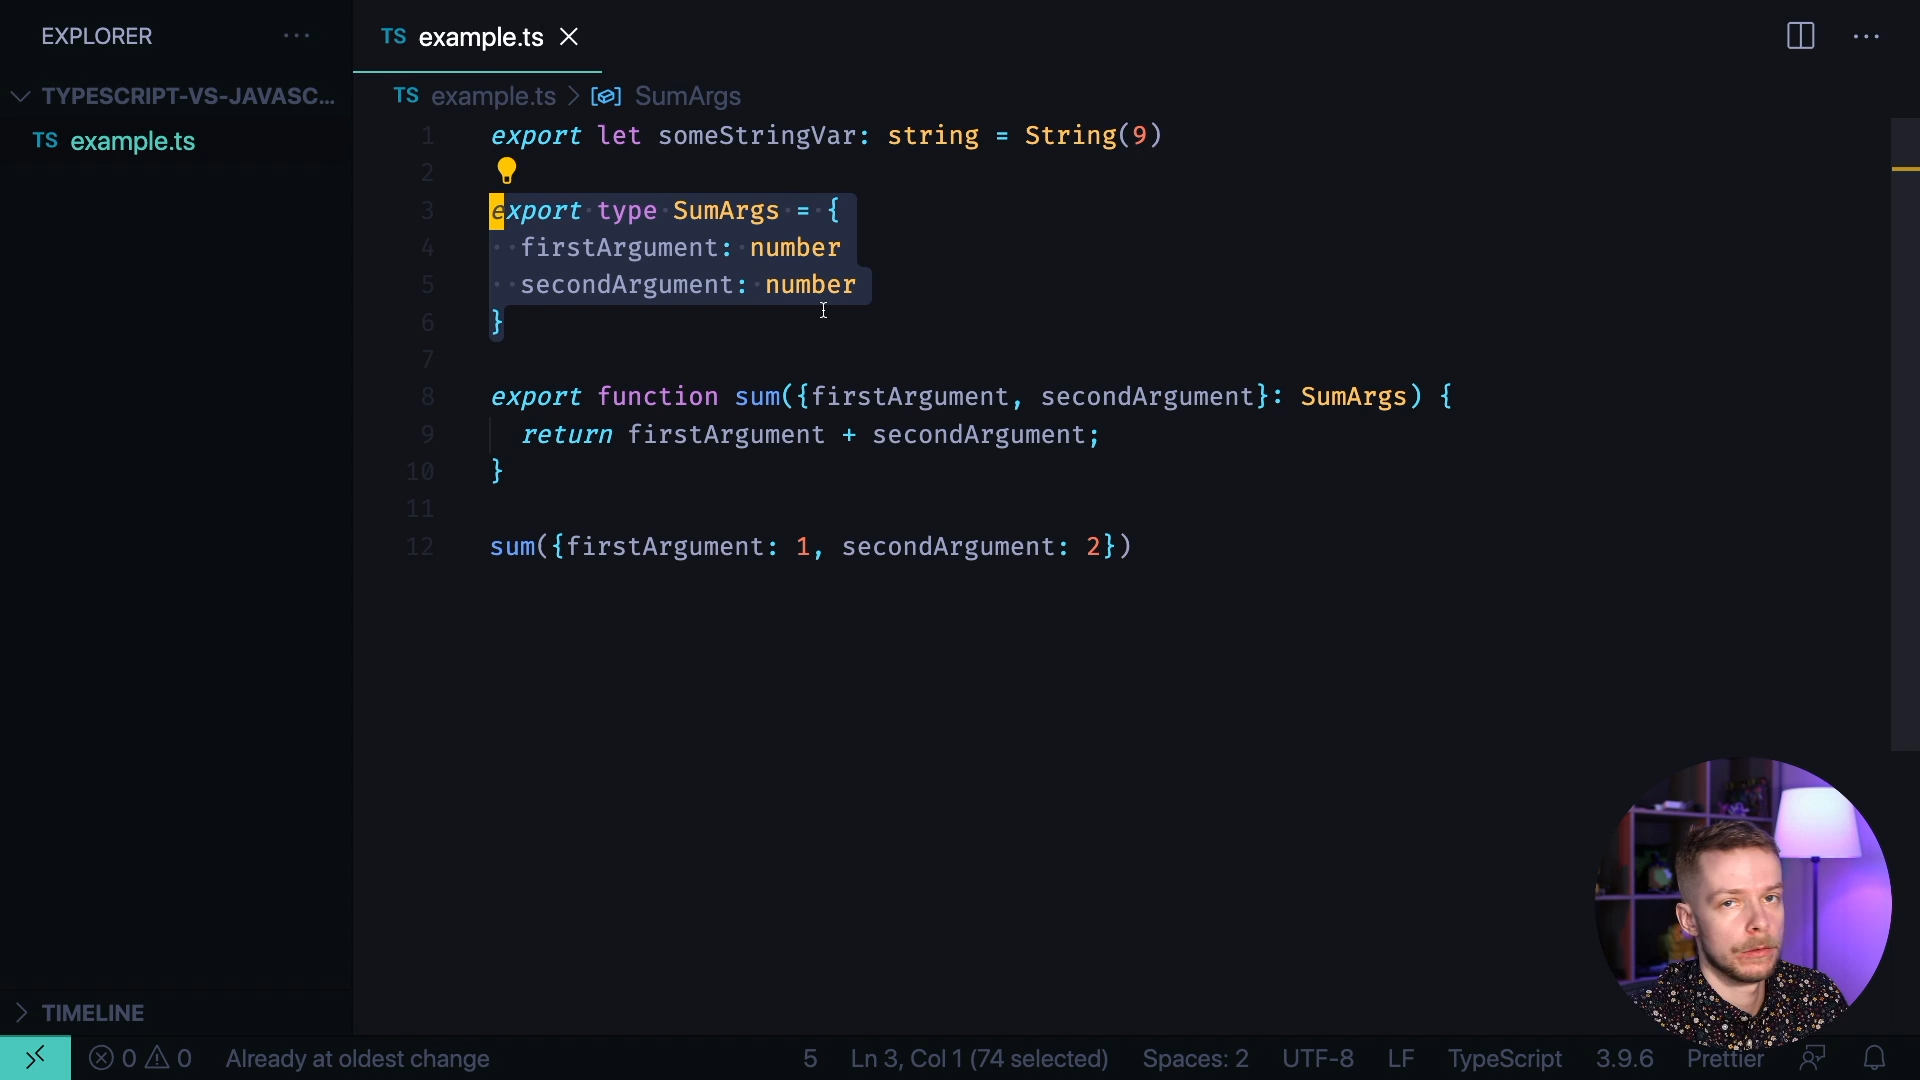 EXPLORER
TYPESCRIPT-VS-JAVASC...
TS example.ts
TIMELINE
TS example.ts
TS example.ts > SumArgs
1 export let someStringVar: string = String(9)
2
3 export type SumArgs = {
4 firstArgument: number
5 secondArgument: number
6 }
7
8 export function sum({firstArgument, secondArgument}: SumArgs) {
9 return firstArgument + secondArgument;
10 }
11
12 sum({firstArgument: 1, secondArgument: 2})
0 0 Already at oldest change 5 Ln 3, Col 1 (74 selected) Spaces: 2 UTF-8 LF TypeScript 3.9.6 Prettier